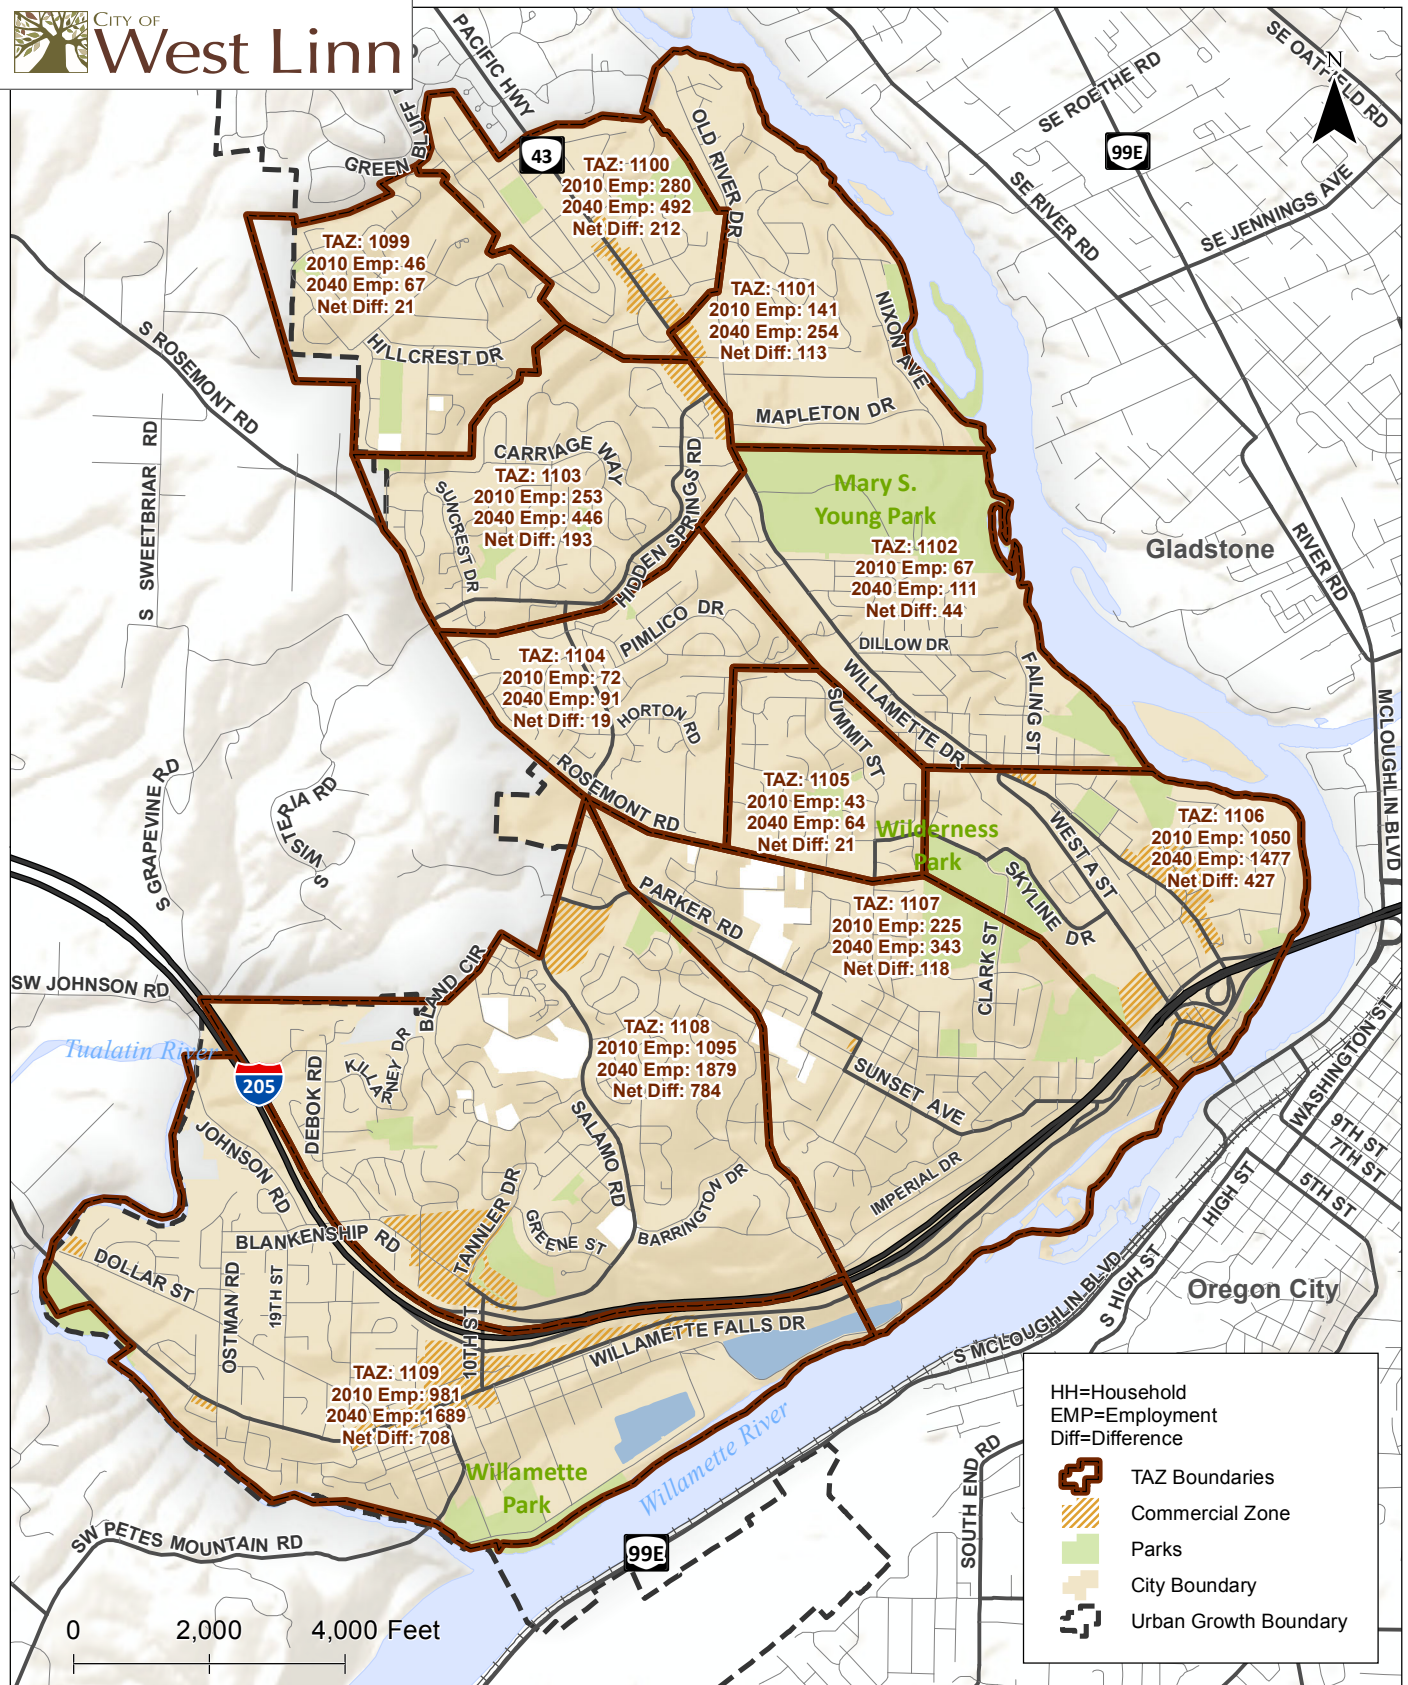 CITY OF
West Linn
PACIFIC HWY
43
GREEN BLUFF
OLD RIVER DR
SE ROETHE RD
SE OATFIELD RD
N
99E
SE RIVER RD
SE JENNINGS AVE
TAZ: 1100
2010 Emp: 280
2040 Emp: 492
Net Diff: 212
TAZ: 1099
2010 Emp: 46
2040 Emp: 67
Net Diff: 21
TAZ: 1101
2010 Emp: 141
2040 Emp: 254
Net Diff: 113
NIXON AVE
S ROSEMONT RD
HILLCREST DR
MAPLETON DR
S SWEETBRIAR RD
CARRIAGE WAY
TAZ: 1103
2010 Emp: 253
2040 Emp: 446
Net Diff: 193
SUNCREST DR
HIDDEN SPRINGS RD
Mary S.
Young Park
TAZ: 1102
2010 Emp: 67
2040 Emp: 111
Net Diff: 44
Gladstone
RIVER RD
PIMLICO DR
DILLOW DR
TAZ: 1104
2010 Emp: 72
2040 Emp: 91
Net Diff: 19
HORTON RD
WILLAMETTE DR
FAILING ST
SUMMIT ST
MCLOUGHLIN BLVD
S GRAPEVINE RD
S WISTERIA RD
ROSEMONT RD
TAZ: 1105
2010 Emp: 43
2040 Emp: 64
Net Diff: 21
Wilderness
Park
WEST A ST
TAZ: 1106
2010 Emp: 1050
2040 Emp: 1477
Net Diff: 427
SKYLINE DR
PARKER RD
TAZ: 1107
2010 Emp: 225
2040 Emp: 343
Net Diff: 118
CLARK ST
SW JOHNSON RD
BLAND CIR
Tualatin River
205
DEBOK RD
KILLARNEY DR
TAZ: 1108
2010 Emp: 1095
2040 Emp: 1879
Net Diff: 784
SUNSET AVE
WASHINGTON ST
9TH ST
7TH ST
5TH ST
HIGH ST
JOHNSON RD
SALAMO RD
IMPERIAL DR
BARRINGTON DR
TANNLER DR
GREENE ST
BLANKENSHIP RD
DOLLAR ST
OSTMAN RD
19TH ST
10TH ST
WILLAMETTE FALLS DR
S MCLOUGHLIN BLVD
S HIGH ST
Oregon City
TAZ: 1109
2010 Emp: 981
2040 Emp: 1689
Net Diff: 708
Willamette
Park
Willamette River
SW PETES MOUNTAIN RD
99E
SOUTH END RD
HH=Household
EMP=Employment
Diff=Difference
TAZ Boundaries
Commercial Zone
Parks
City Boundary
Urban Growth Boundary
0 2,000 4,000 Feet